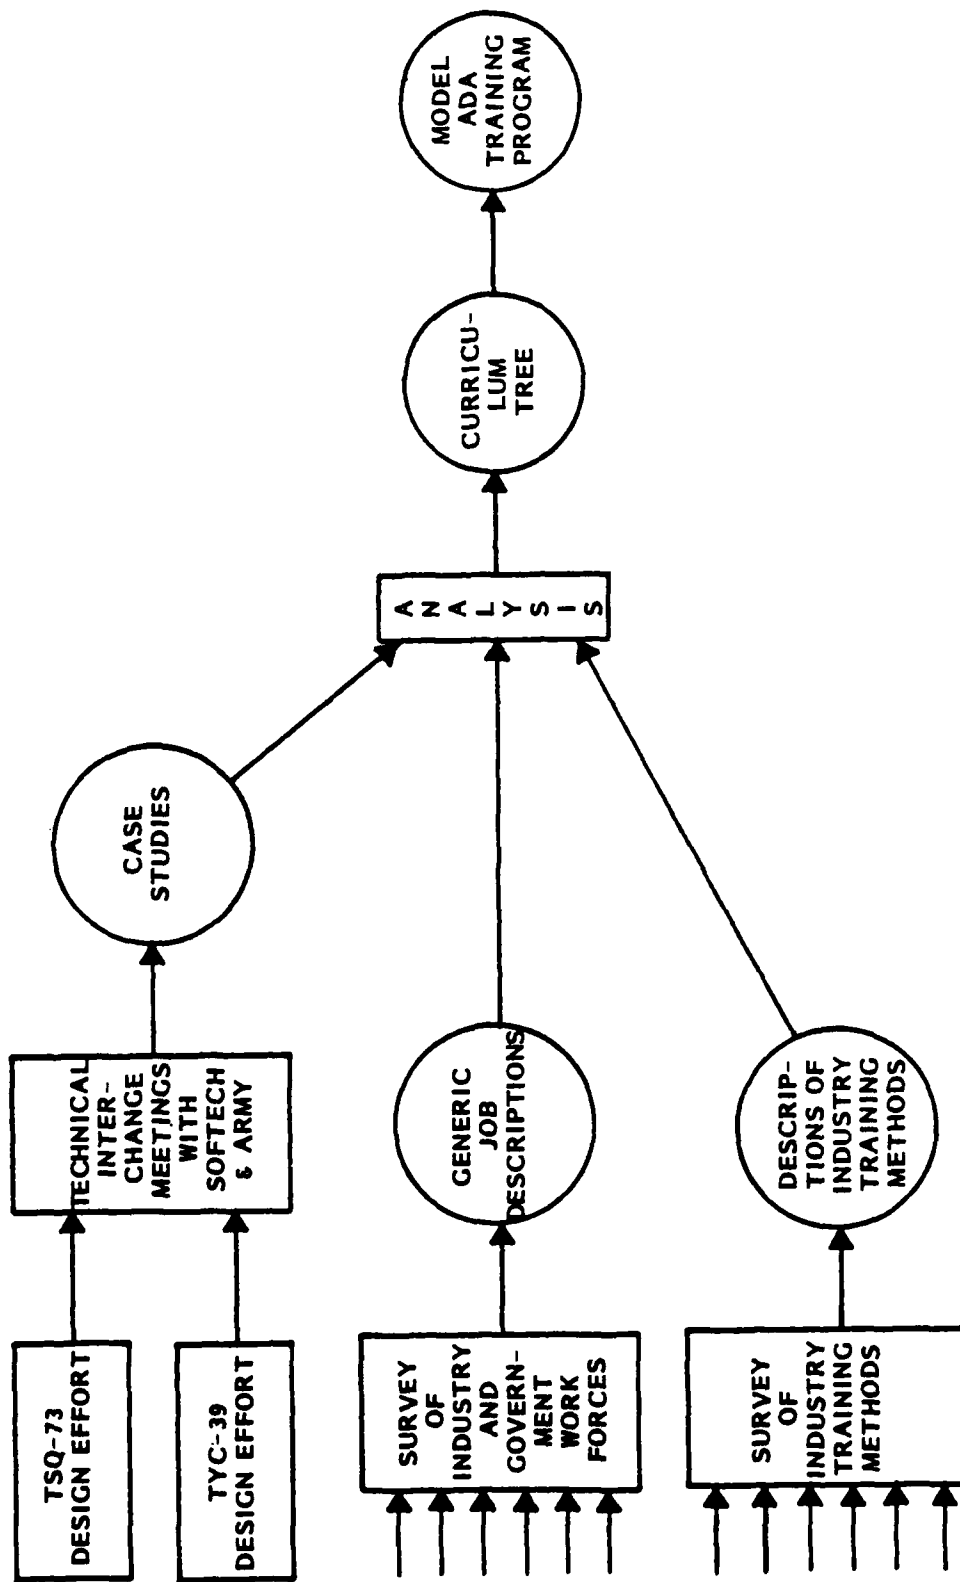 TSQ-73
DESIGN EFFORT
TYC-39
DESIGN EFFORT
TECHNICAL
INTER-
CHANGE
MEETINGS
WITH
SOFTECH
& ARMY
CASE
STUDIES
SURVEY
OF
INDUSTRY
AND
GOVERN-
MENT
WORK
FORCES
GENERIC
JOB
DESCRIPTIONS
SURVEY
OF
INDUSTRY
TRAINING
METHODS
DESCRIP-
TIONS OF
INDUSTRY
TRAINING
METHODS
ANALYSIS
CURRICU-
LUM
TREE
MODEL
ADA
TRAINING
PROGRAM